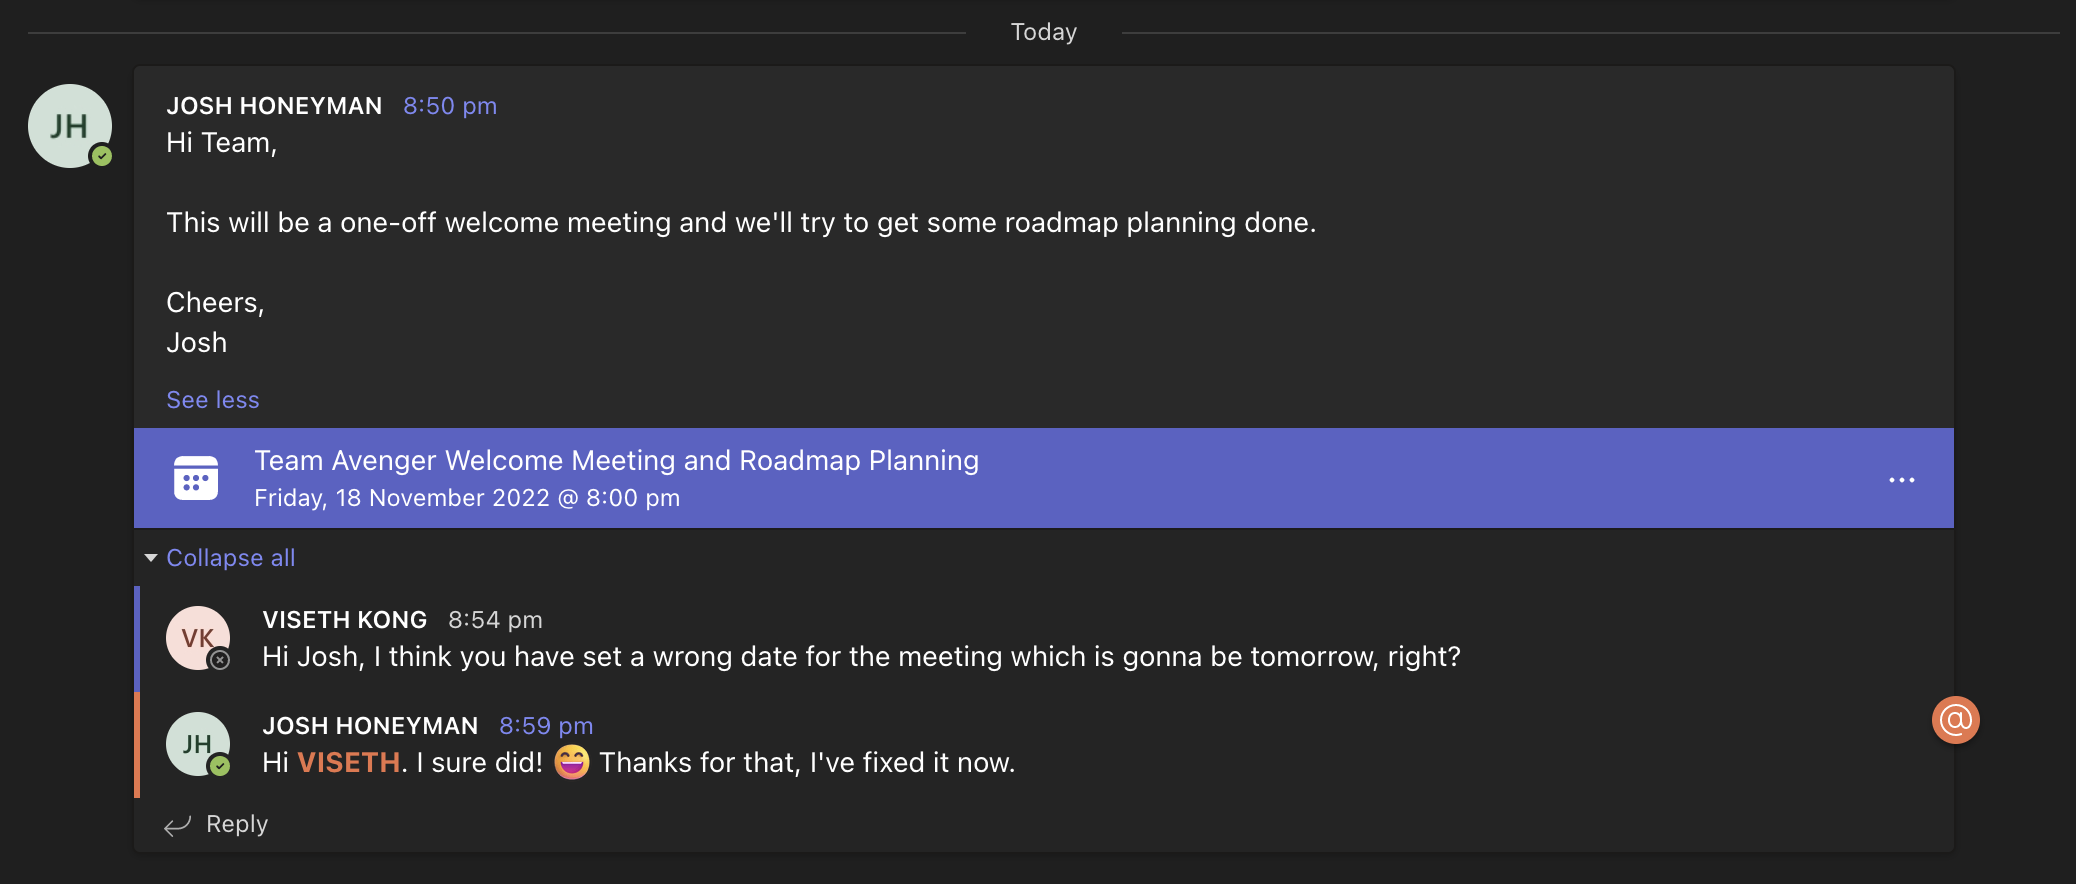 Today
JH
JOSH HONEYMAN 8:50 pm
Hi Team,
This will be a one-off welcome meeting and we'll try to get some roadmap planning done.
Cheers,
Josh
See less
Team Avenger Welcome Meeting and Roadmap Planning
Friday, 18 November 2022 @ 8:00 pm
Collapse all
VK
VISETH KONG 8:54 pm
Hi Josh, I think you have set a wrong date for the meeting which is gonna be tomorrow, right?
JH
JOSH HONEYMAN 8:59 pm
@
Hi VISETH. I sure did! 😄 Thanks for that, I've fixed it now.
Reply